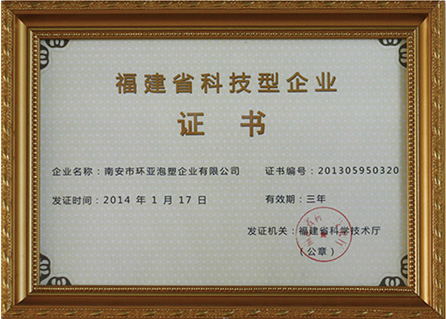 福建省科技型企业
证书
企业名称：南安市环亚泡塑企业有限公司 证书编号：201305950320
发证时间：2014 年 1 月 17 日 有效期：三年
发证机关：福建省科学技术厅
（公章）